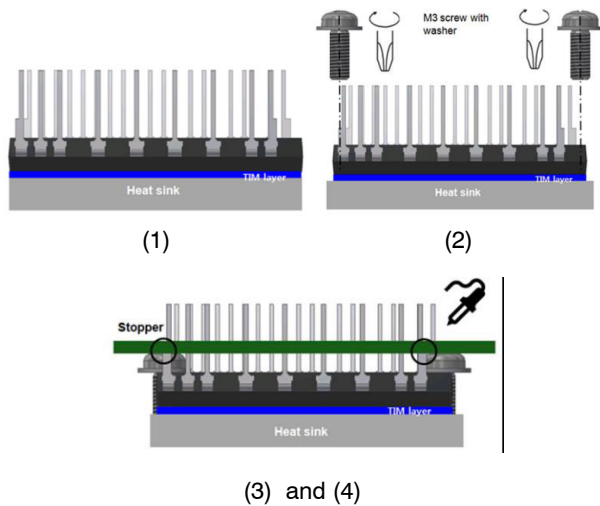 TIM layer
Heat sink
(1)
M3 screw with
washer
TIM layer
Heat sink
(2)
Stopper
TIM layer
Heat sink
(3) and (4)